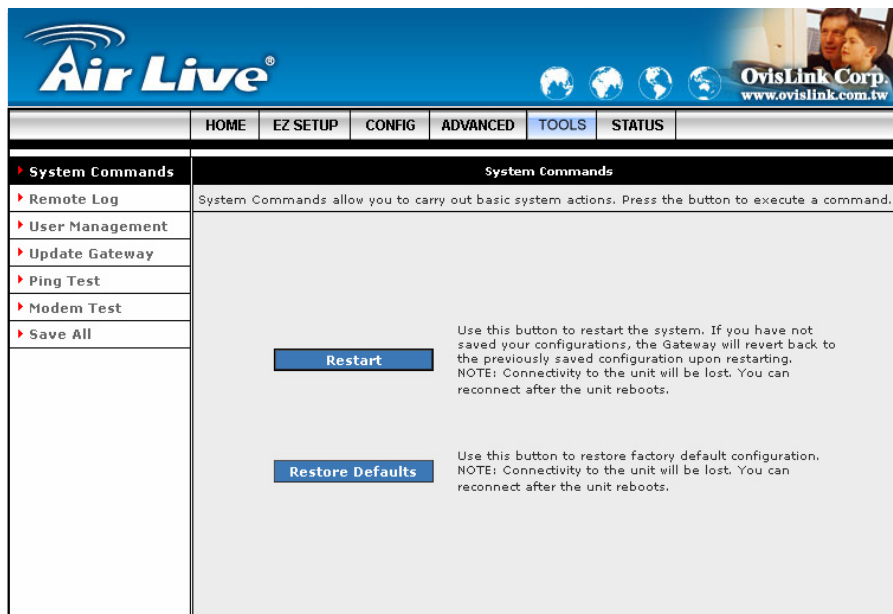 Air Live®
OvisLink Corp.
www.ovislink.com.tw
HOME EZ SETUP CONFIG ADVANCED TOOLS STATUS
System Commands
Remote Log
User Management
Update Gateway
Ping Test
Modem Test
Save All
System Commands
System Commands allow you to carry out basic system actions. Press the button to execute a command.
Restart
Use this button to restart the system. If you have not
saved your configurations, the Gateway will revert back to
the previously saved configuration upon restarting.
NOTE: Connectivity to the unit will be lost. You can
reconnect after the unit reboots.
Restore Defaults
Use this button to restore factory default configuration.
NOTE: Connectivity to the unit will be lost. You can
reconnect after the unit reboots.